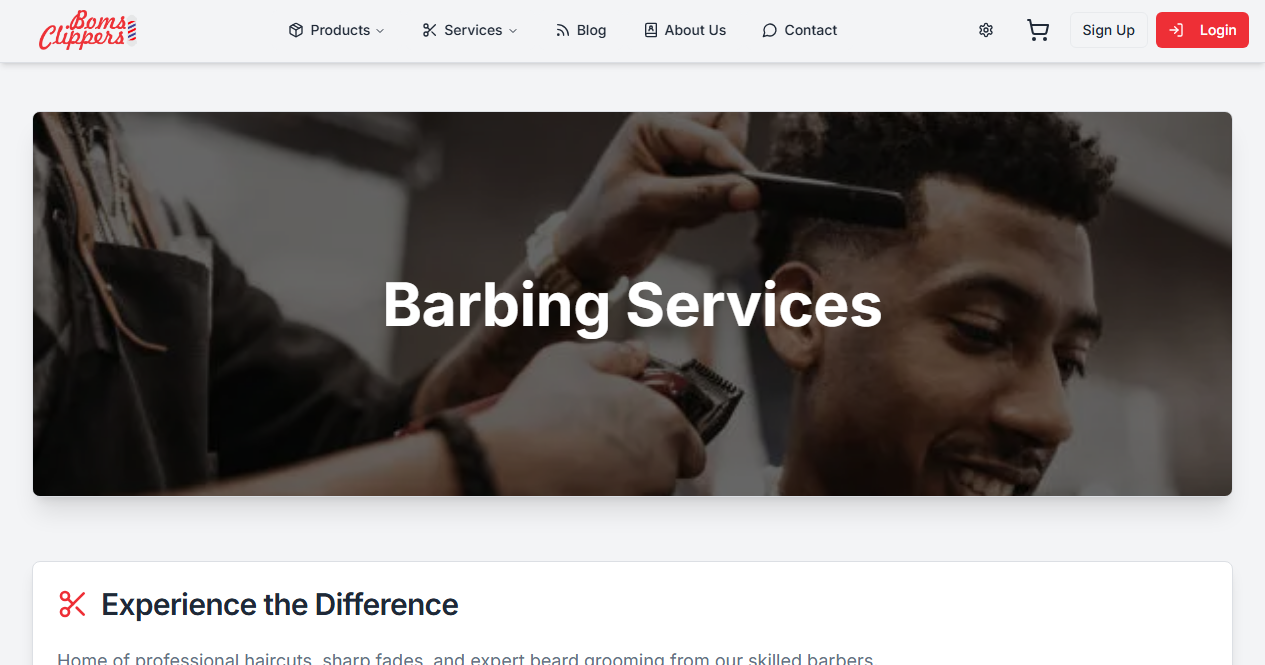 Boms
Clippers
Products
Services
Blog
About Us
Contact
Sign Up
Login
Barbing Services
Experience the Difference
Home of professional haircuts, sharp fades, and expert beard grooming from our skilled barbers.